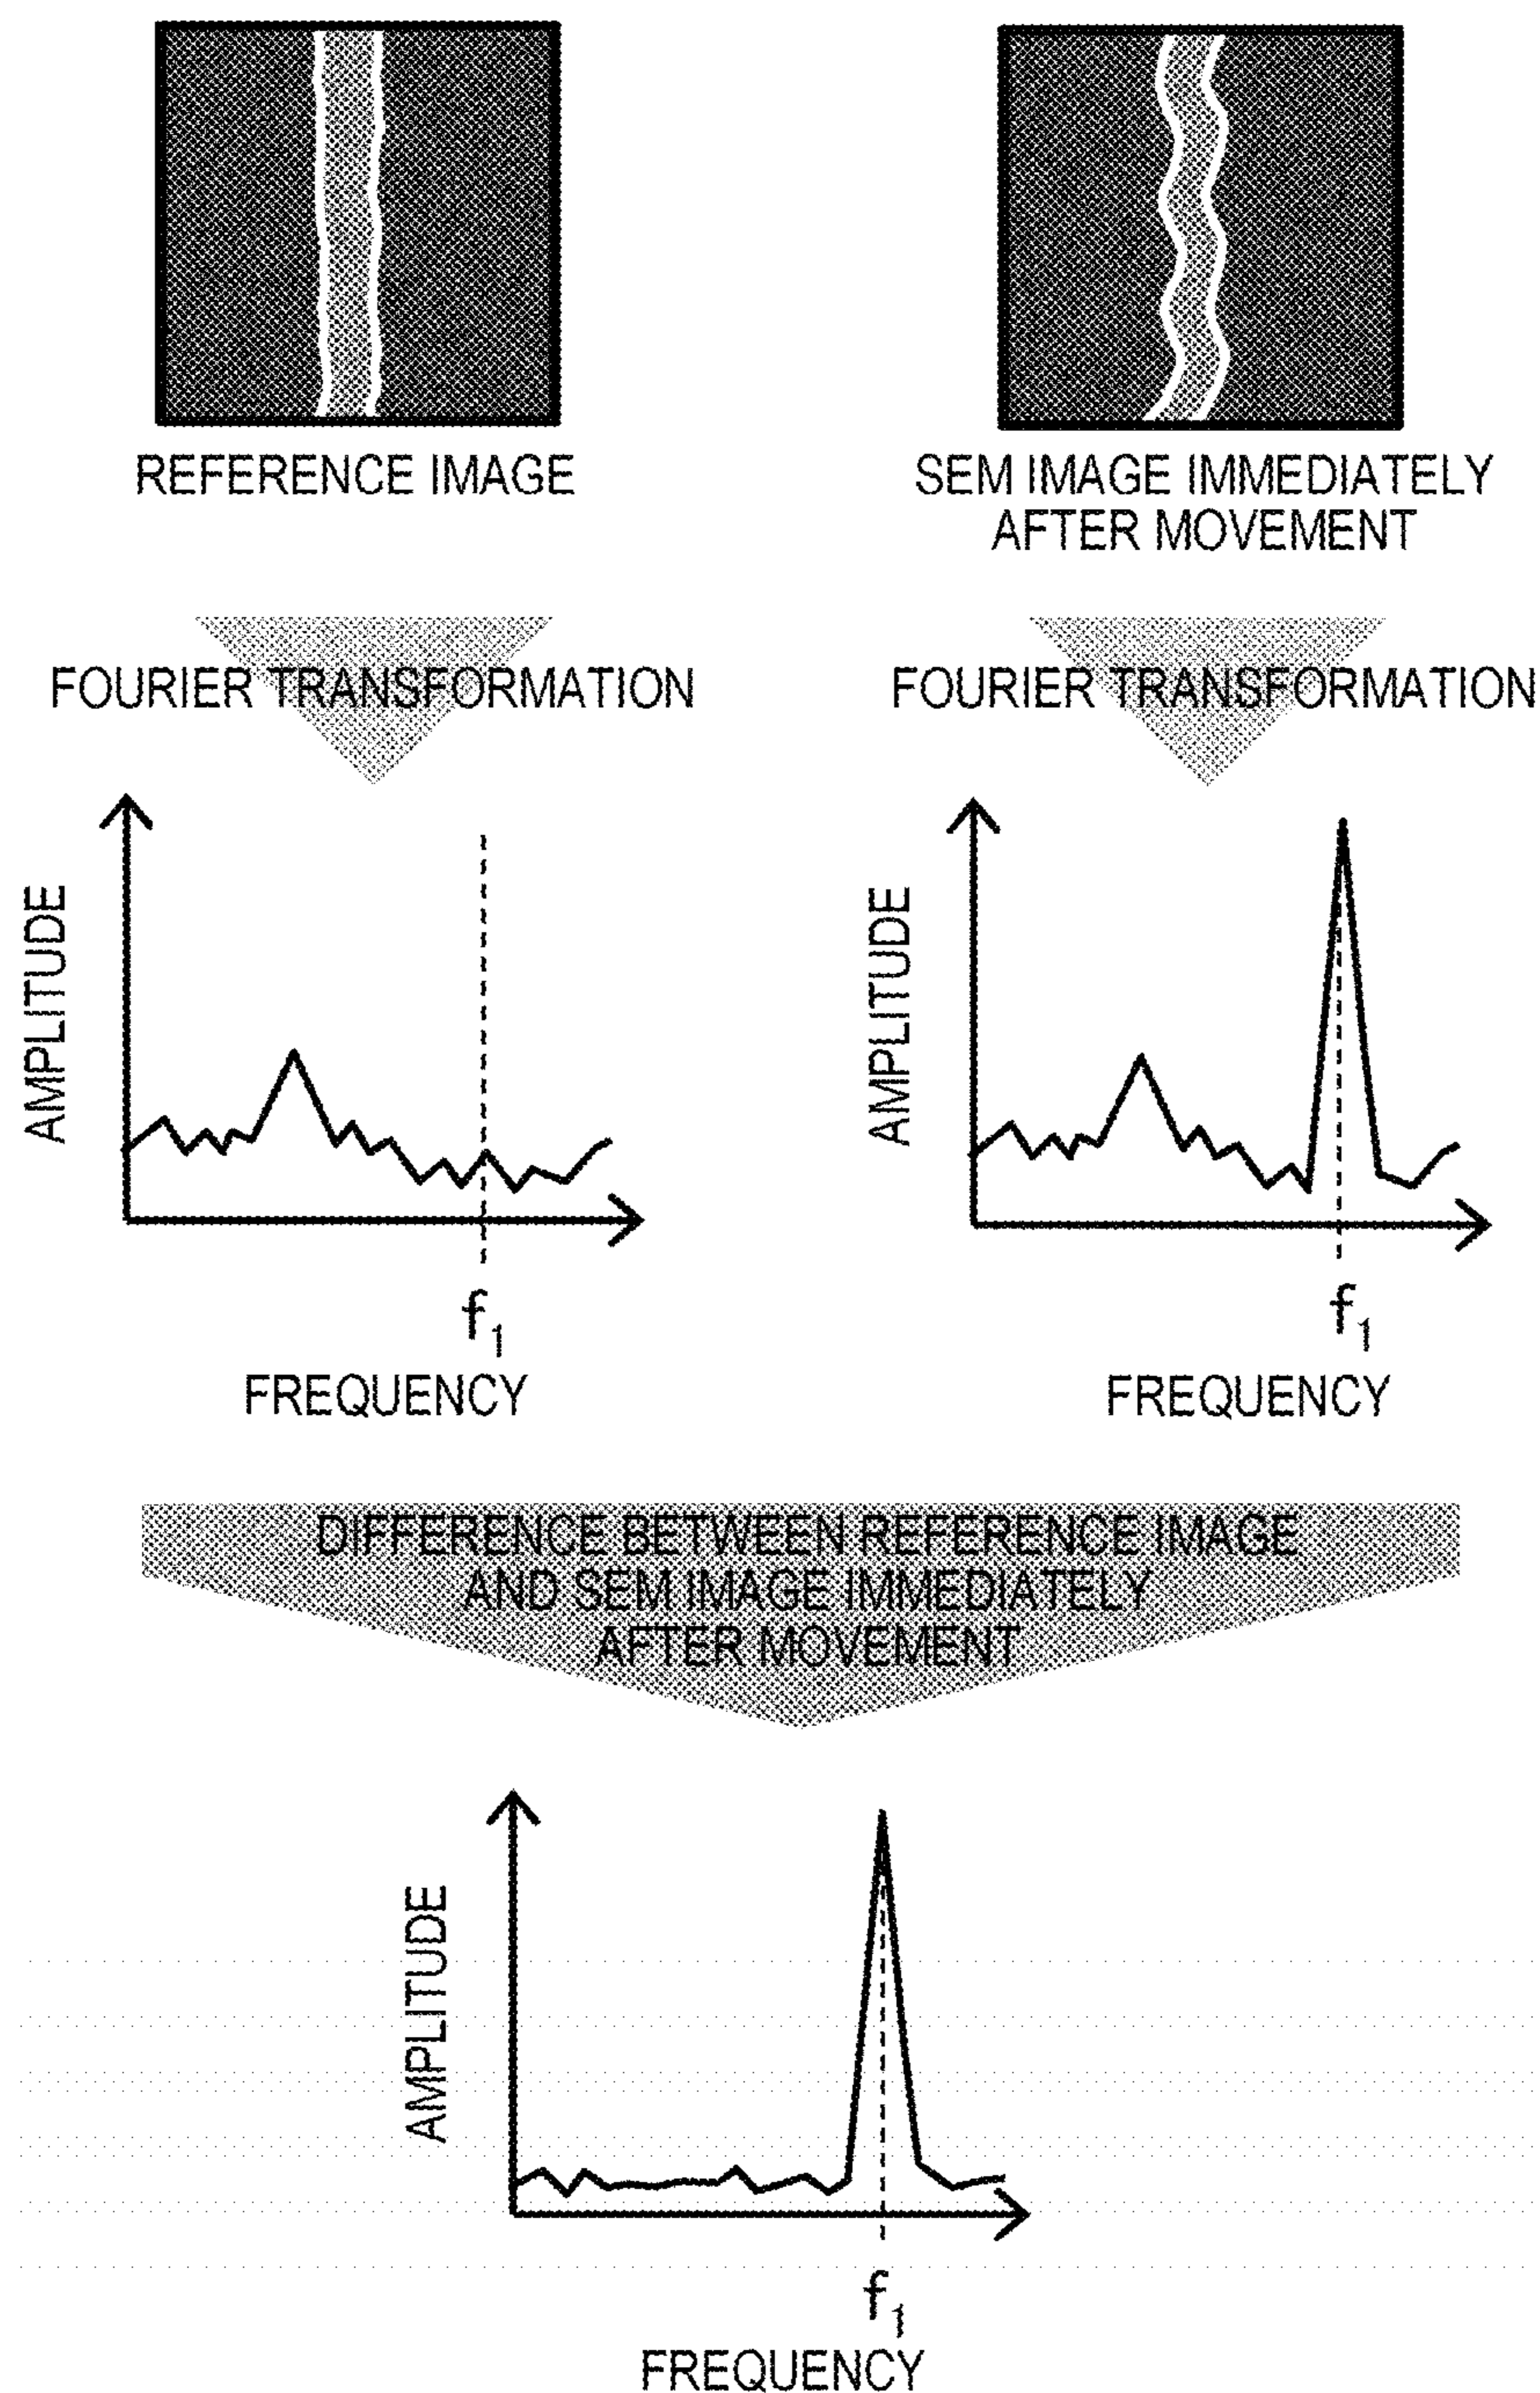 REFERENCE IMAGE
SEM IMAGE IMMEDIATELY
AFTER MOVEMENT
FOURIER TRANSFORMATION
FOURIER TRANSFORMATION
AMPLITUDE
f1
FREQUENCY
AMPLITUDE
f1
FREQUENCY
DIFFERENCE BETWEEN REFERENCE IMAGE
AND SEM IMAGE IMMEDIATELY
AFTER MOVEMENT
AMPLITUDE
f1
FREQUENCY